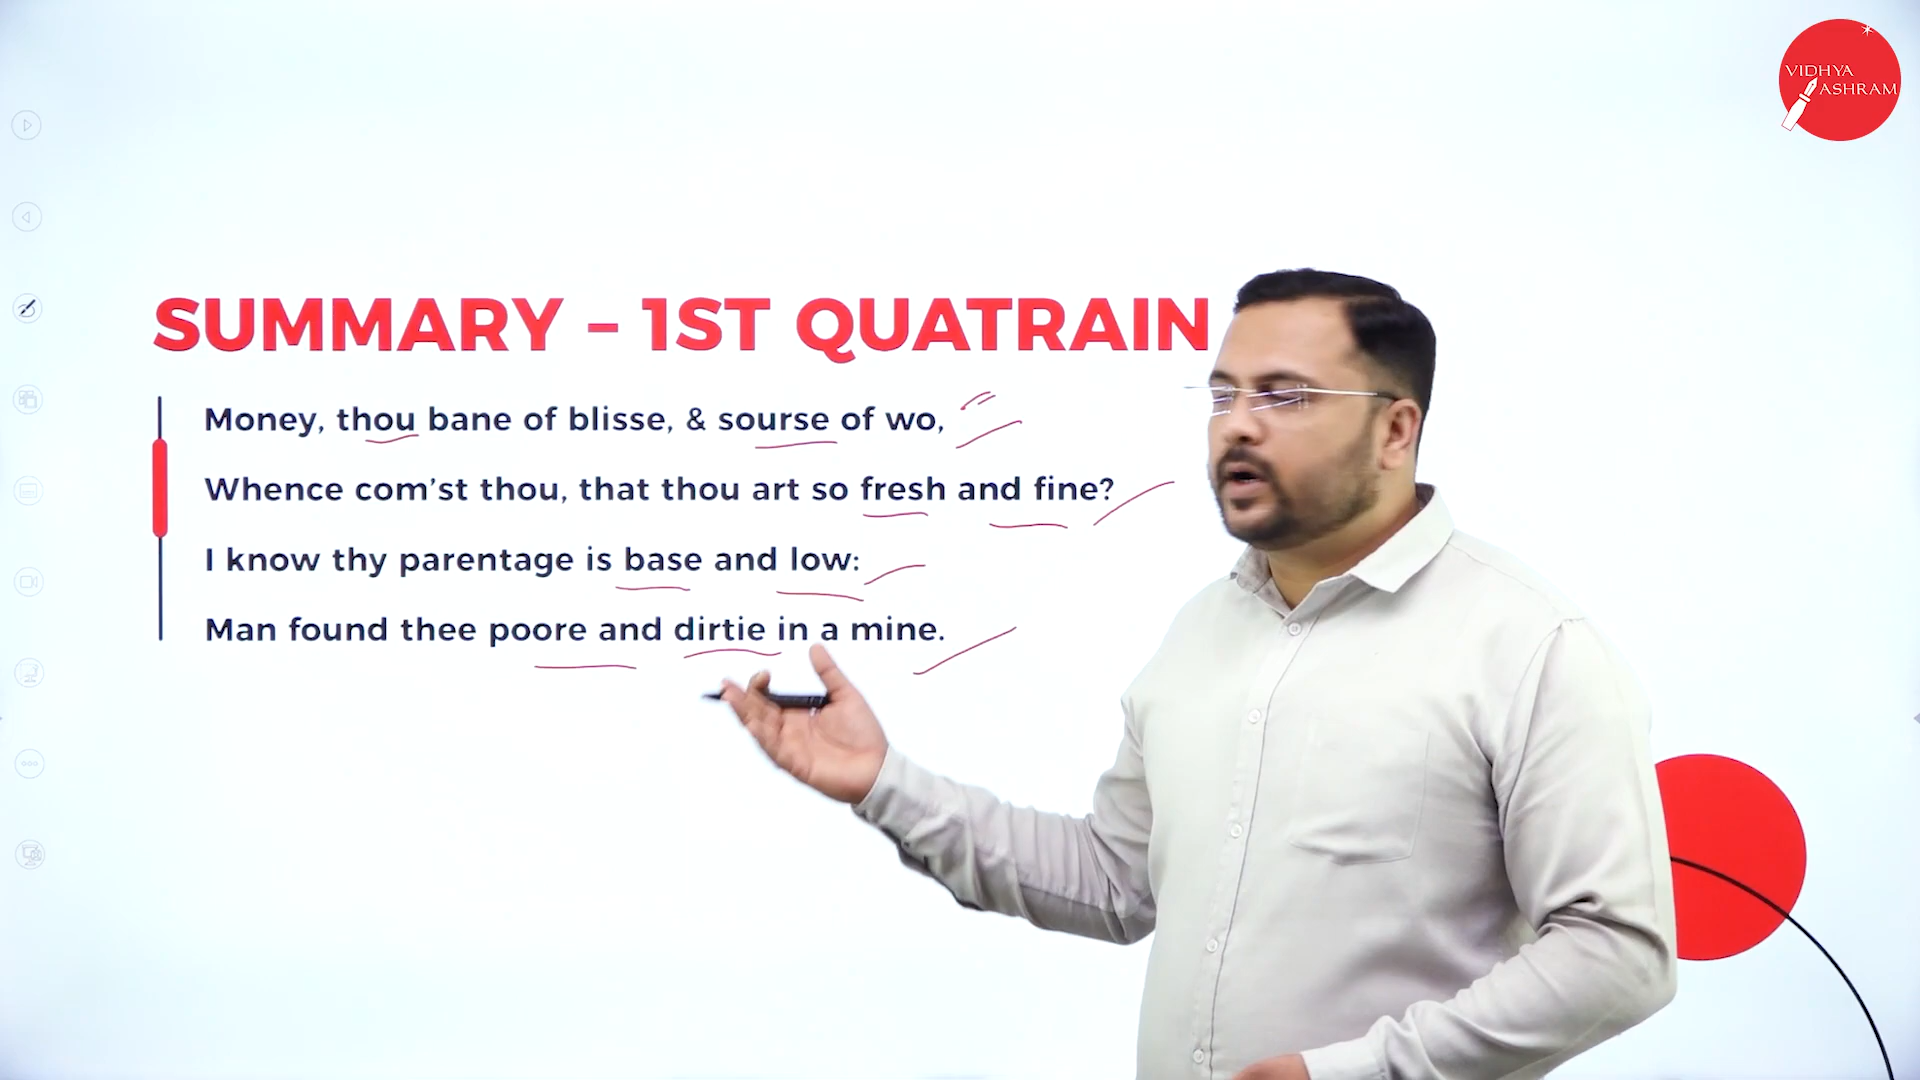 VIDHYA
ASHRAM
SUMMARY – 1ST QUATRAIN
Money, thou bane of blisse, & sourse of wo,
Whence com’st thou, that thou art so fresh and fine?
I know thy parentage is base and low:
Man found thee poore and dirtie in a mine.